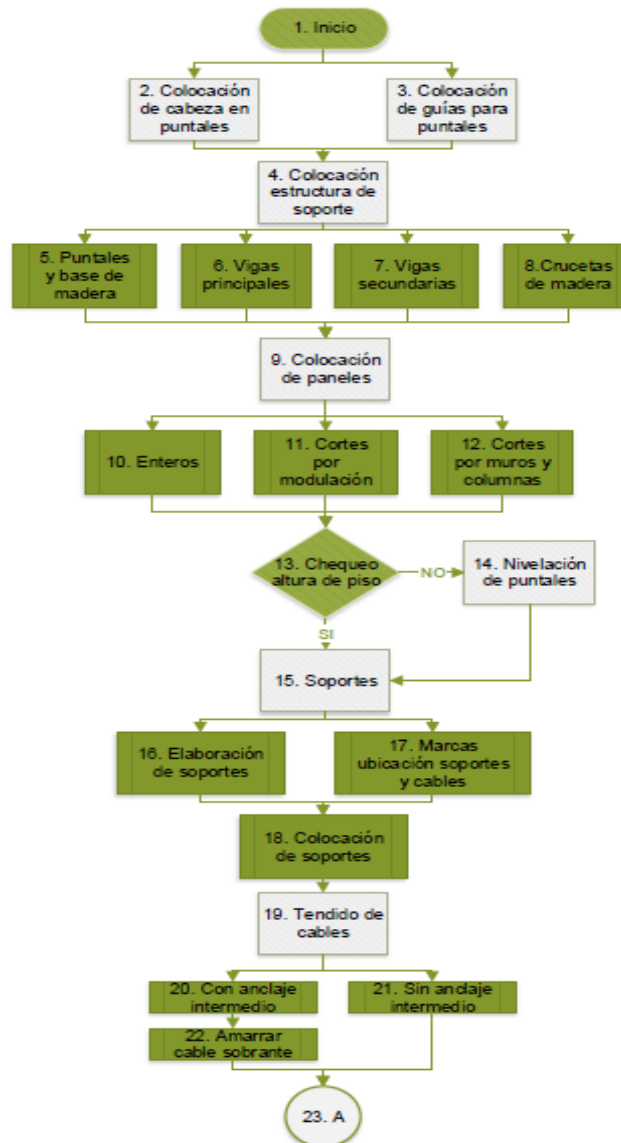 1. Inicio
2. Colocación
de cabeza en
puntales
3. Colocación
de guías para
puntales
4. Colocación
estructura de
soporte
5. Puntales
y base de
madera
6. Vigas
principales
7. Vigas
secundarias
8.Crucetas
de madera
9. Colocación
de paneles
10. Enteros
11. Cortes
por
modulación
12. Cortes
por muros y
columnas
13. Chequeo
altura de piso
NO
14. Nivelación
de puntales
SI
15. Soportes
16. Elaboración
de soportes
17. Marcas
ubicación soportes
y cables
18. Colocación
de soportes
19. Tendido de
cables
20. Con anclaje
intermedio
21. Sin anclaje
intermedio
22. Amarrar
cable sobrante
23. A